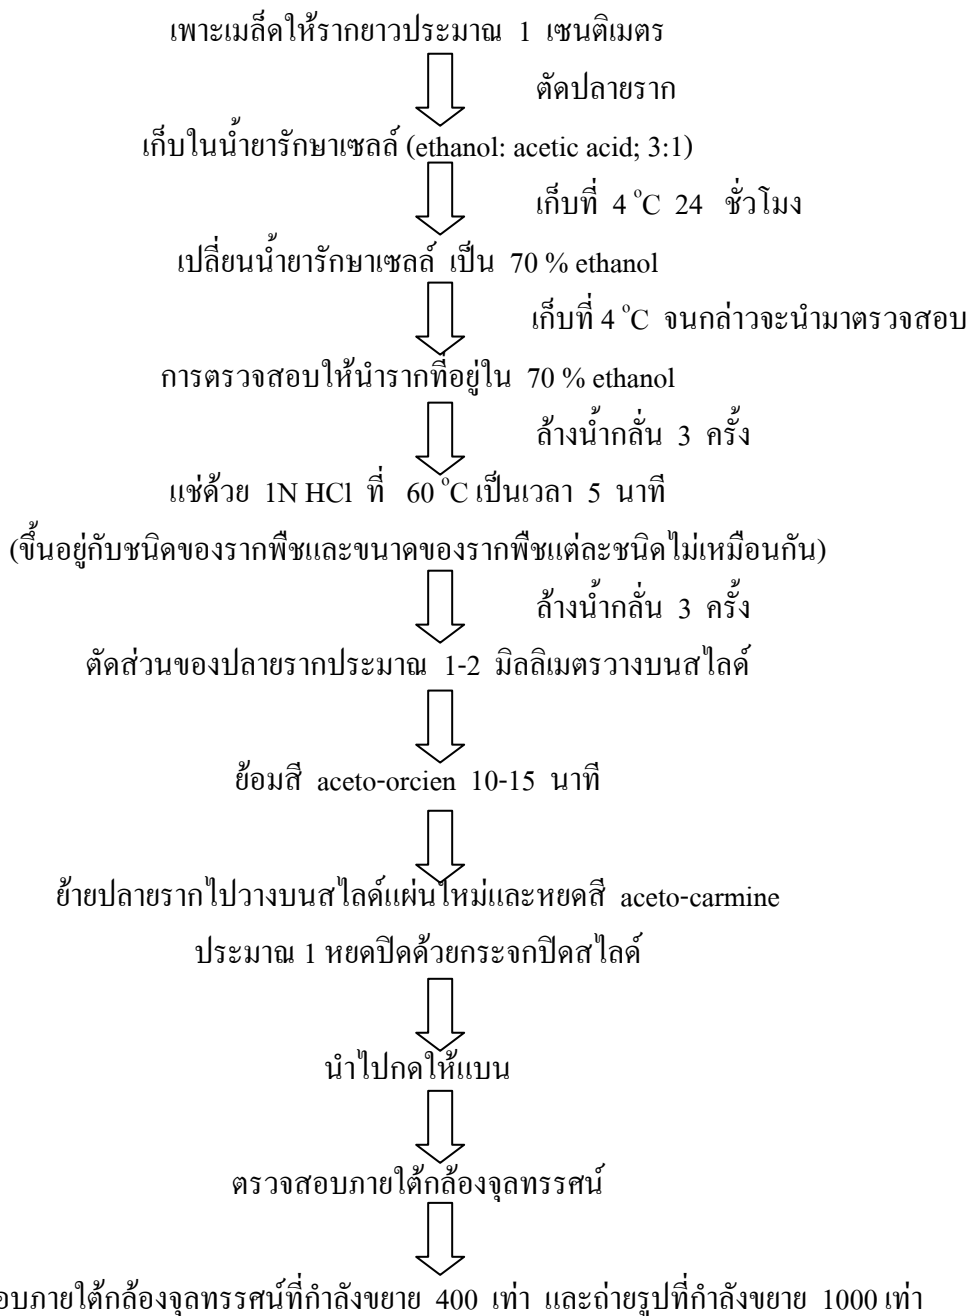 เพาะเมล็ดให้รากยาวประมาณ 1 เซนติเมตร
ตัดปลายราก
เก็บในน้ำยารักษาเซลล์ (ethanol: acetic acid; 3:1)
เก็บที่ 4 °C 24 ชั่วโมง
เปลี่ยนน้ำยารักษาเซลล์ เป็น 70 % ethanol
เก็บที่ 4 °C จนกล่าวจะนำมาตรวจสอบ
การตรวจสอบให้นำรากที่อยู่ใน 70 % ethanol
ล้างน้ำกลั่น 3 ครั้ง
แช่ด้วย 1N HCl ที่ 60 °C เป็นเวลา 5 นาที
(ขึ้นอยู่กับชนิดของรากพืชและขนาดของรากพืชแต่ละชนิดไม่เหมือนกัน)
ล้างน้ำกลั่น 3 ครั้ง
ตัดส่วนของปลายรากประมาณ 1-2 มิลลิเมตรวางบนสไลด์
ย้อมสี aceto-orcien 10-15 นาที
ย้ายปลายรากไปวางบนสไลด์แผ่นใหม่และหยดสี aceto-carmine
ประมาณ 1 หยดปิดด้วยกระจกปิดสไลด์
นำไปกดให้แบน
ตรวจสอบภายใต้กล้องจุลทรรศน์
อบภายใต้กล้องจุลทรรศน์ที่กำลังขยาย 400 เท่า และถ่ายรูปที่กำลังขยาย 1000 เท่า